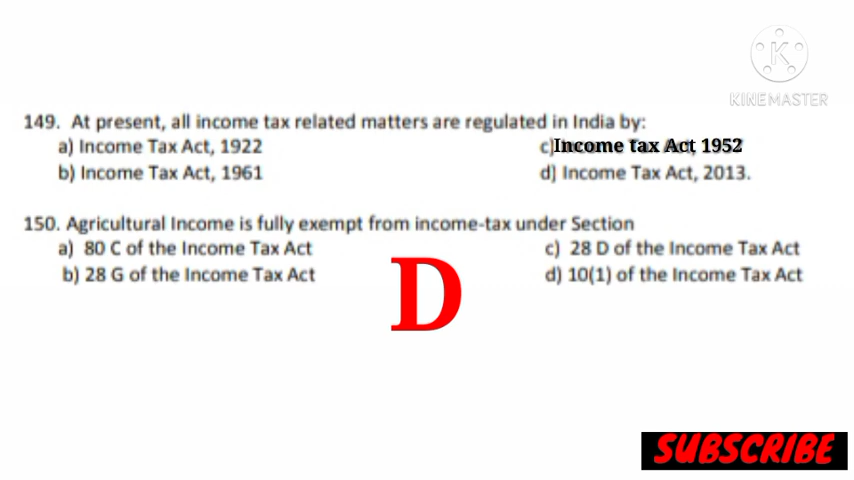 K
KINEMASTER
149. At present, all income tax related matters are regulated in India by:
a) Income Tax Act, 1922
c)Income tax Act 1952
b) Income Tax Act, 1961
d) Income Tax Act, 2013.
150. Agricultural Income is fully exempt from income-tax under Section
a) 80 C of the Income Tax Act
c) 28 D of the Income Tax Act
b) 28 G of the Income Tax Act
d) 10(1) of the Income Tax Act
D
SUBSCRIBE